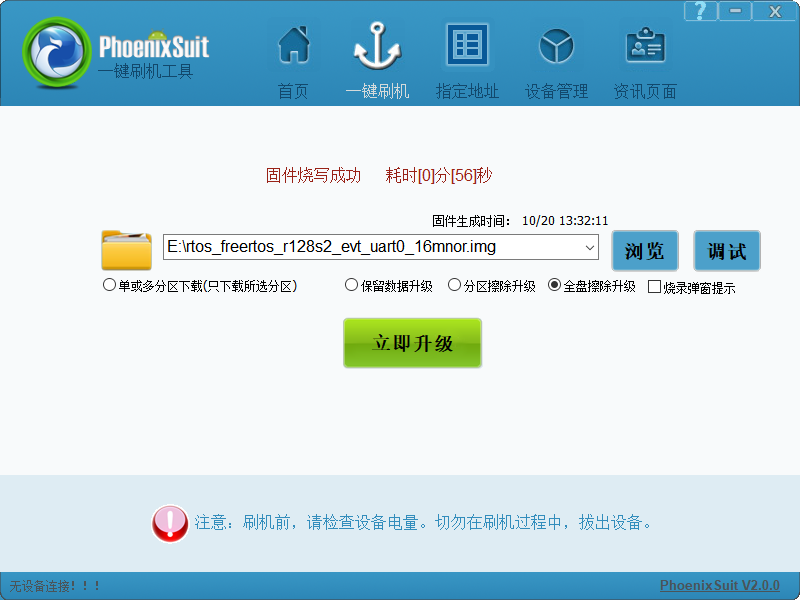 PhoenixSuit
一键刷机工具
首页
一键刷机
指定地址
设备管理
资讯页面
固件烧写成功 耗时[0]分[56]秒
固件生成时间： 10/20 13:32:11
E:\rtos_freertos_r128s2_evt_uart0_16mnor.img
浏览
调试
单或多分区下载(只下载所选分区)
保留数据升级
分区擦除升级
全盘擦除升级
烧录弹窗提示
立即升级
注意：刷机前，请检查设备电量。切勿在刷机过程中，拔出设备。
无设备连接！！！
PhoenixSuit V2.0.0